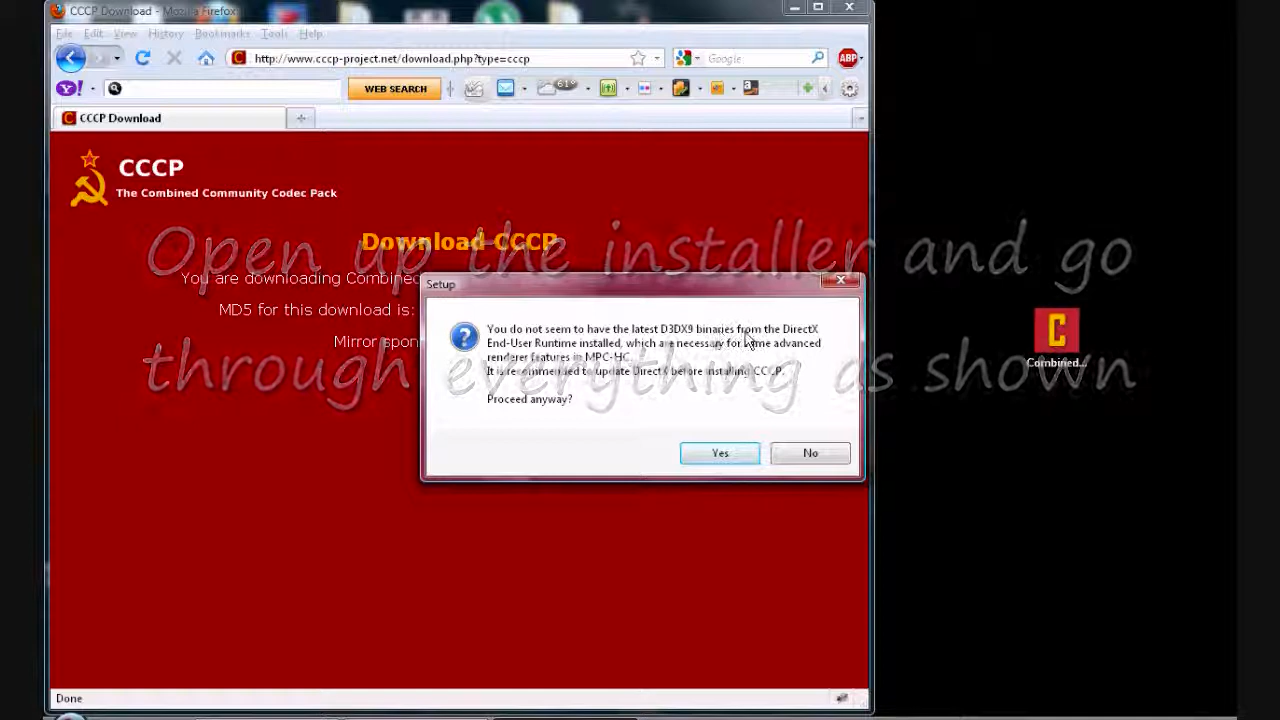 CCCP Download - Mozilla Firefox
File Edit View History Bookmarks Tools Help
http://www.cccp-project.net/download.php?type=cccp
Google
ABP
Y!
WEB SEARCH
61°
CCCP Download
CCCP
The Combined Community Codec Pack
Download CCCP
Open up the installer and go
through everything as shown
You are downloading Combined
MD5 for this download is:
Mirror spon
Setup
You do not seem to have the latest D3DX9 binaries from the DirectX
End-User Runtime installed, which are necessary for some advanced
renderer features in MPC-HC.
It is recommended to update DirectX before installing CCCP.
Proceed anyway?
Yes No
Combined...
Done